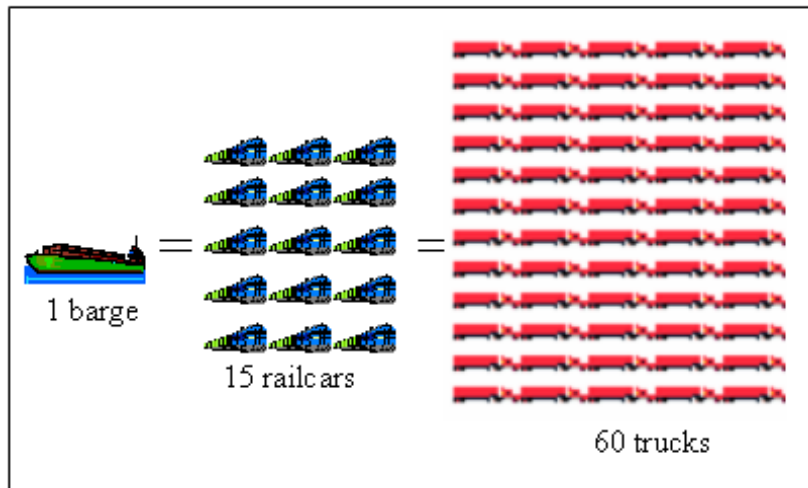 =
=
1 barge
15 railcars
60 trucks